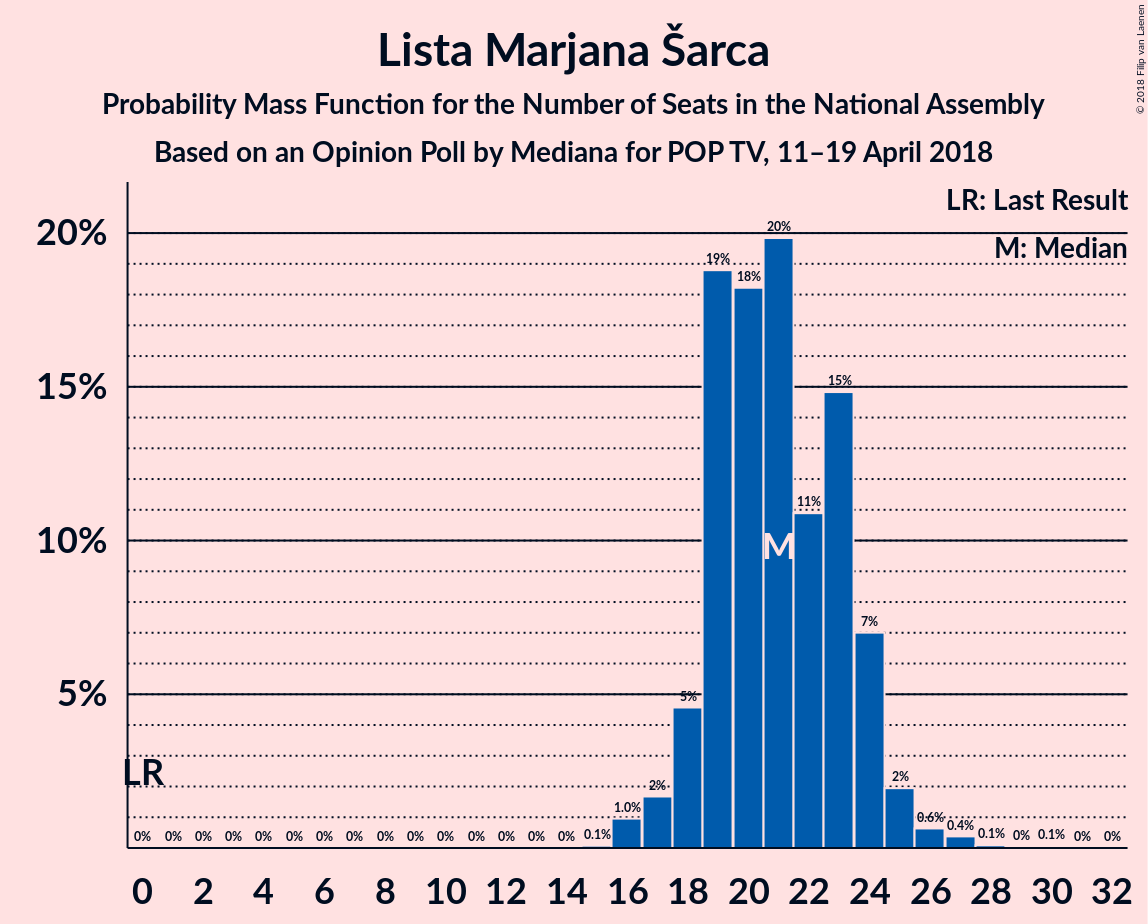 Lista Marjana Šarca
Probability Mass Function for the Number of Seats in the National Assembly
Based on an Opinion Poll by Mediana for POP TV, 11–19 April 2018
© 2018 Filip van Laenen
LR: Last Result
M: Median
20%
15%
10%
5%
LR
M
0% 0% 0% 0% 0% 0% 0% 0% 0% 0% 0% 0% 0% 0% 0% 0.1% 1.0% 2% 5% 19% 18% 20% 11% 15% 7% 2% 0.6% 0.4% 0.1% 0% 0.1% 0% 0%
0 2 4 6 8 10 12 14 16 18 20 22 24 26 28 30 32